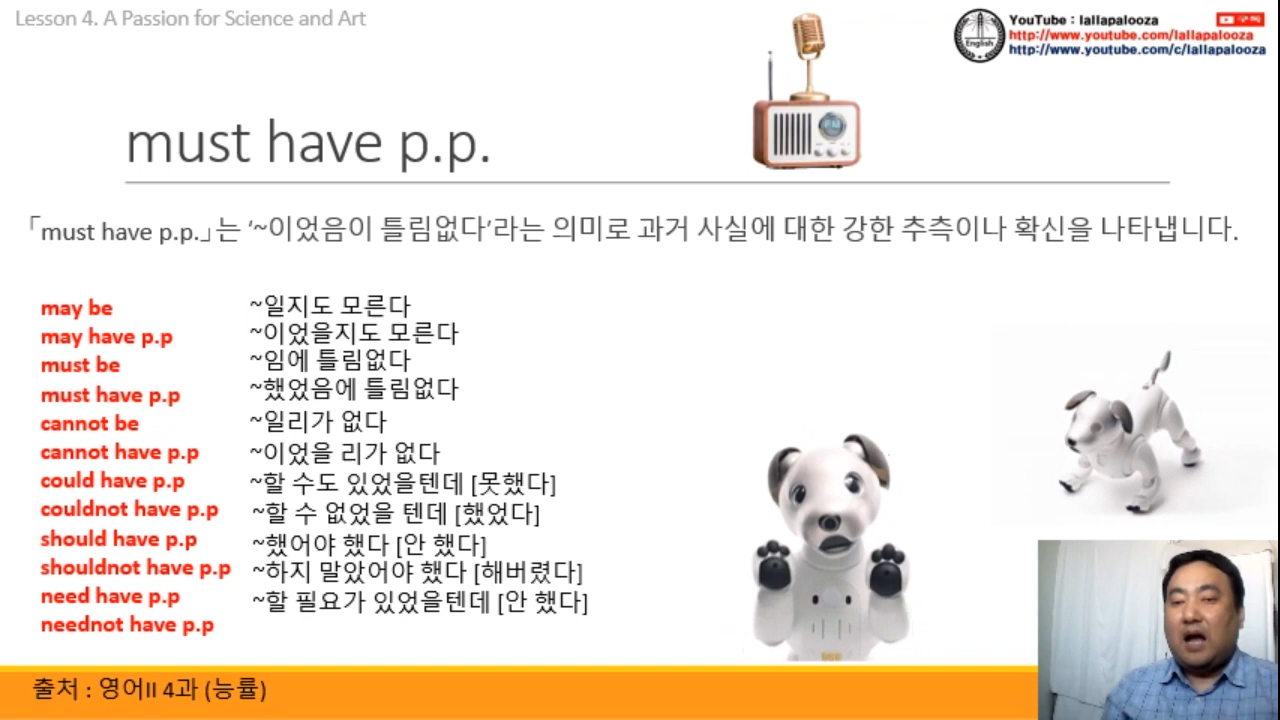 Lesson 4. A Passion for Science and Art
YouTube : lallapalooza
구독
http://www.youtube.com/lallapalooza
http://www.youtube.com/c/lallapalooza
English
must have p.p.
「must have p.p.」는 ‘~이었음이 틀림없다’라는 의미로 과거 사실에 대한 강한 추측이나 확신을 나타냅니다.
may be ~일지도 모른다
may have p.p ~이었을지도 모른다
must be ~임에 틀림없다
must have p.p ~했었음에 틀림없다
cannot be ~일리가 없다
cannot have p.p ~이었을 리가 없다
could have p.p ~할 수도 있었을텐데 [못했다]
couldnot have p.p ~할 수 없었을 텐데 [했었다]
should have p.p ~했어야 했다 [안 했다]
shouldnot have p.p ~하지 말았어야 했다 [해버렸다]
need have p.p ~할 필요가 있었을텐데 [안 했다]
neednot have p.p
출처 : 영어II 4과 (능률)